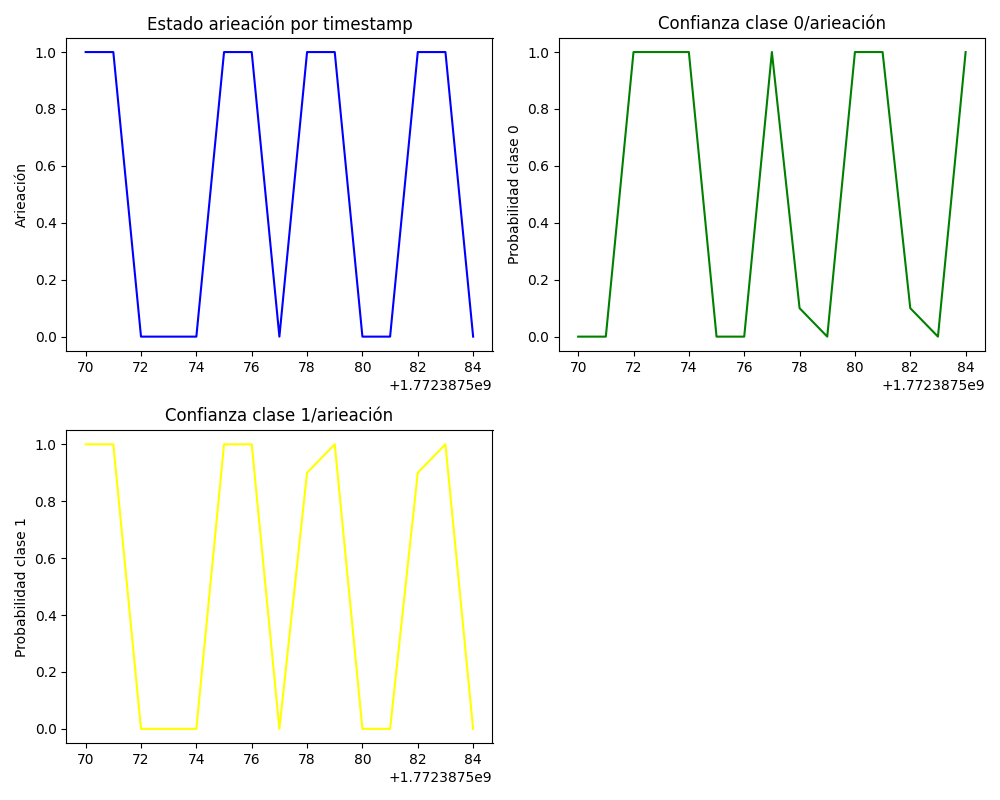 Estado arieación por timestamp
Arieación
1.0
0.8
0.6
0.4
0.2
0.0
70 72 74 76 78 80 82 84
+1.7723875e9
Confianza clase 0/arieación
Probabilidad clase 0
1.0
0.8
0.6
0.4
0.2
0.0
70 72 74 76 78 80 82 84
+1.7723875e9
Confianza clase 1/arieación
Probabilidad clase 1
1.0
0.8
0.6
0.4
0.2
0.0
70 72 74 76 78 80 82 84
+1.7723875e9